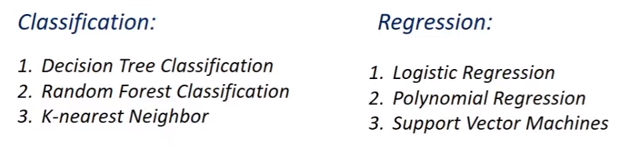 Classification:
1. Decision Tree Classification
2. Random Forest Classification
3. K-nearest Neighbor
Regression:
1. Logistic Regression
2. Polynomial Regression
3. Support Vector Machines